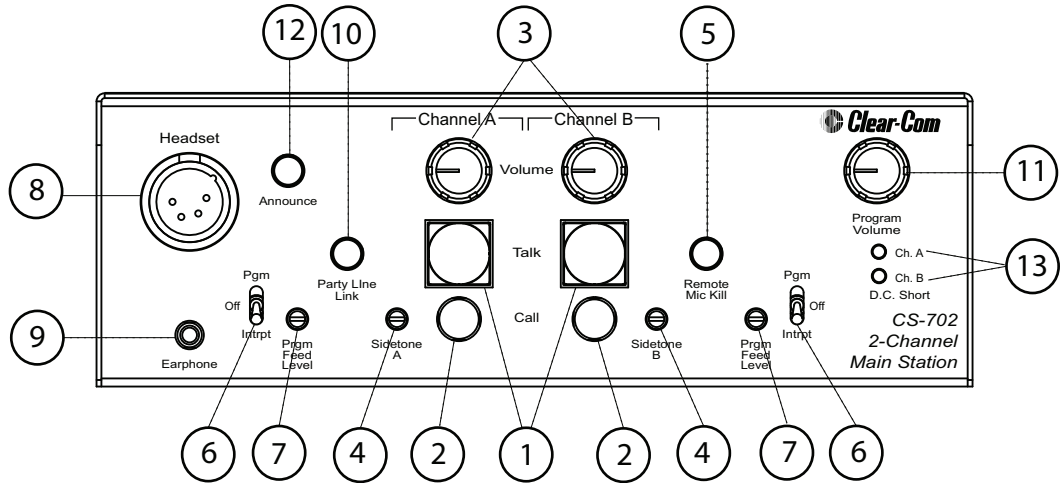 12
10
3
5
Channel A
Channel B
Clear-Com
Headset
8
Volume
11
Announce
Program
Volume
Ch. A
Ch. B
D.C. Short
13
Talk
Party LIne
Link
Remote
Mic Kill
Pgm
Off
Intrpt
Pgm
Off
Intrpt
Call
9
Earphone
Prgm
Feed
Level
Sidetone
A
Sidetone
B
Prgm
Feed
Level
CS-702
2-Channel
Main Station
6
7
4
2
1
2
4
7
6